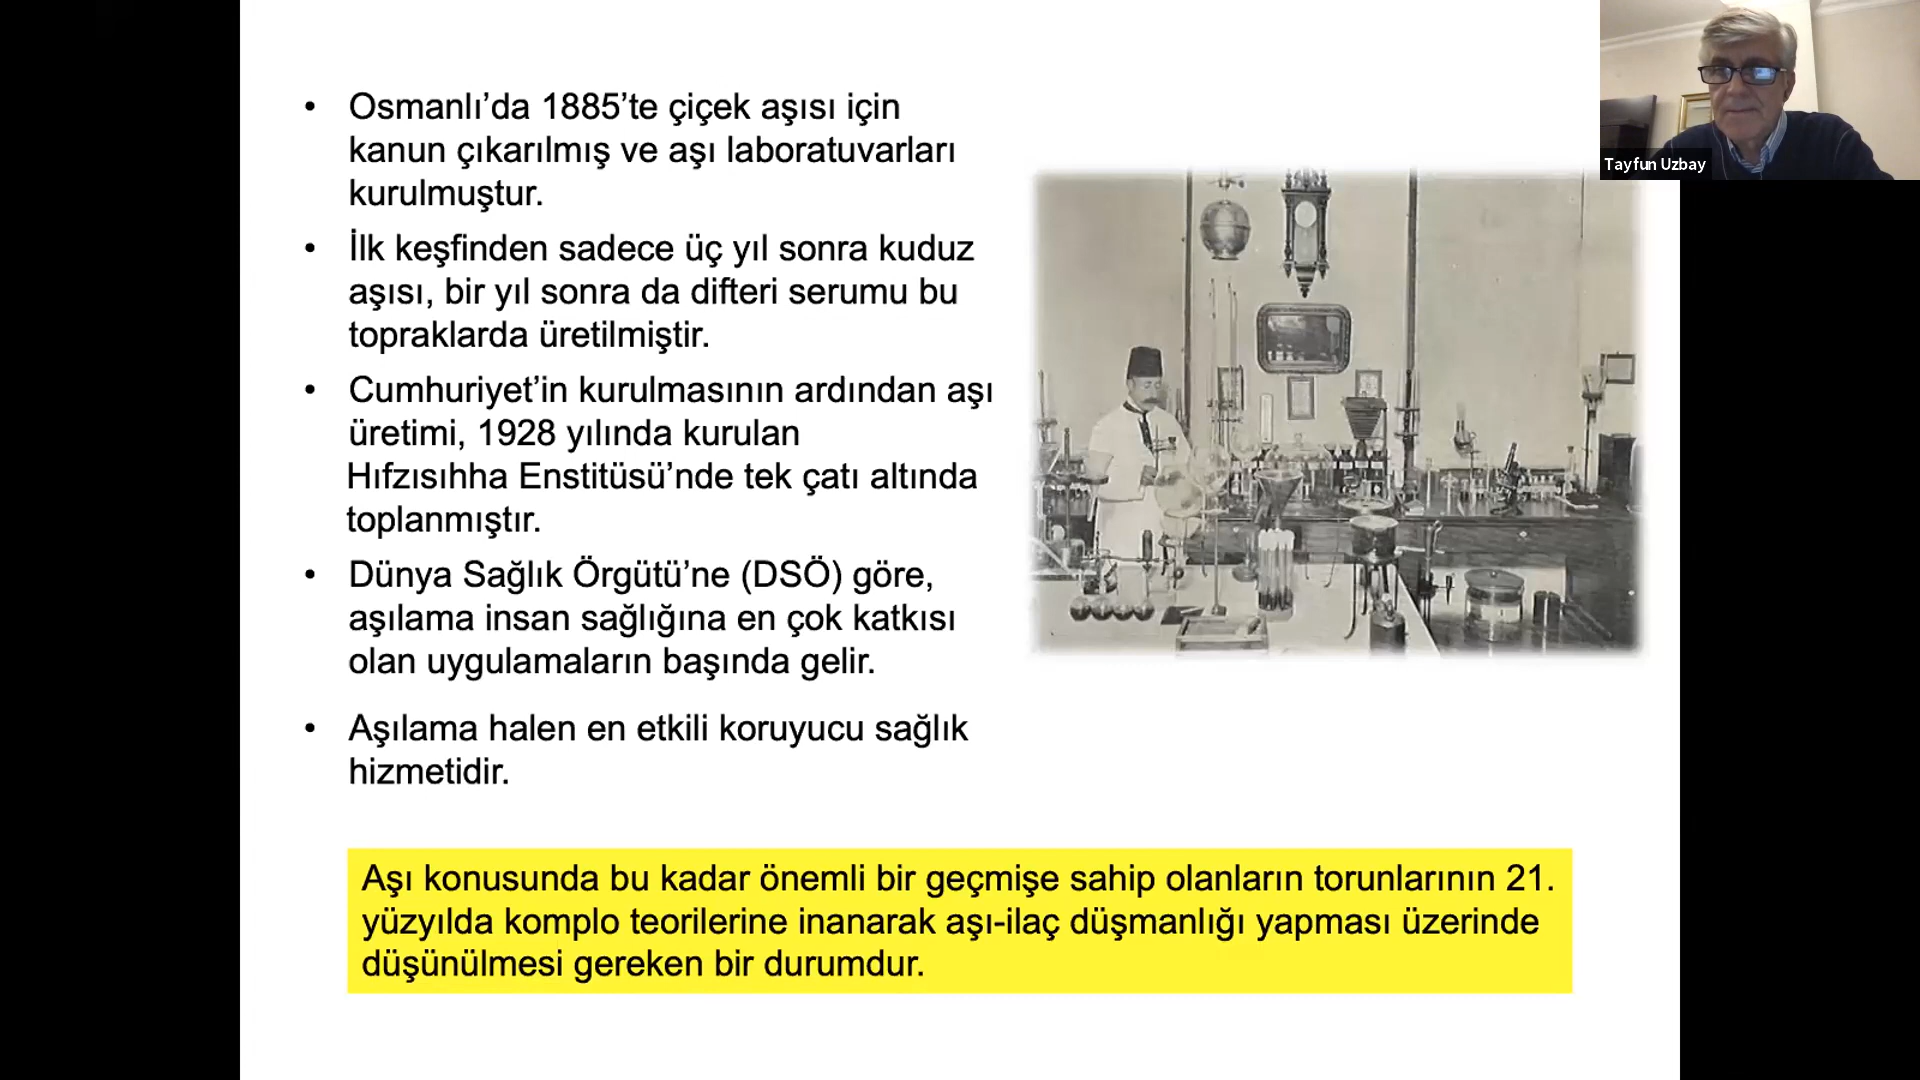 • Osmanlı’da 1885’te çiçek aşısı için
kanun çıkarılmış ve aşı laboratuvarları
kurulmuştur.
• İlk keşfinden sadece üç yıl sonra kuduz
aşısı, bir yıl sonra da difteri serumu bu
topraklarda üretilmiştir.
• Cumhuriyet’in kurulmasının ardından aşı
üretimi, 1928 yılında kurulan
Hıfzısıhha Enstitüsü’nde tek çatı altında
toplanmıştır.
• Dünya Sağlık Örgütü’ne (DSÖ) göre,
aşılama insan sağlığına en çok katkısı
olan uygulamaların başında gelir.
• Aşılama halen en etkili koruyucu sağlık
hizmetidir.
Aşı konusunda bu kadar önemli bir geçmişe sahip olanların torunlarının 21.
yüzyılda komplo teorilerine inanarak aşı-ilaç düşmanlığı yapması üzerinde
düşünülmesi gereken bir durumdur.
Tayfun Uzbay